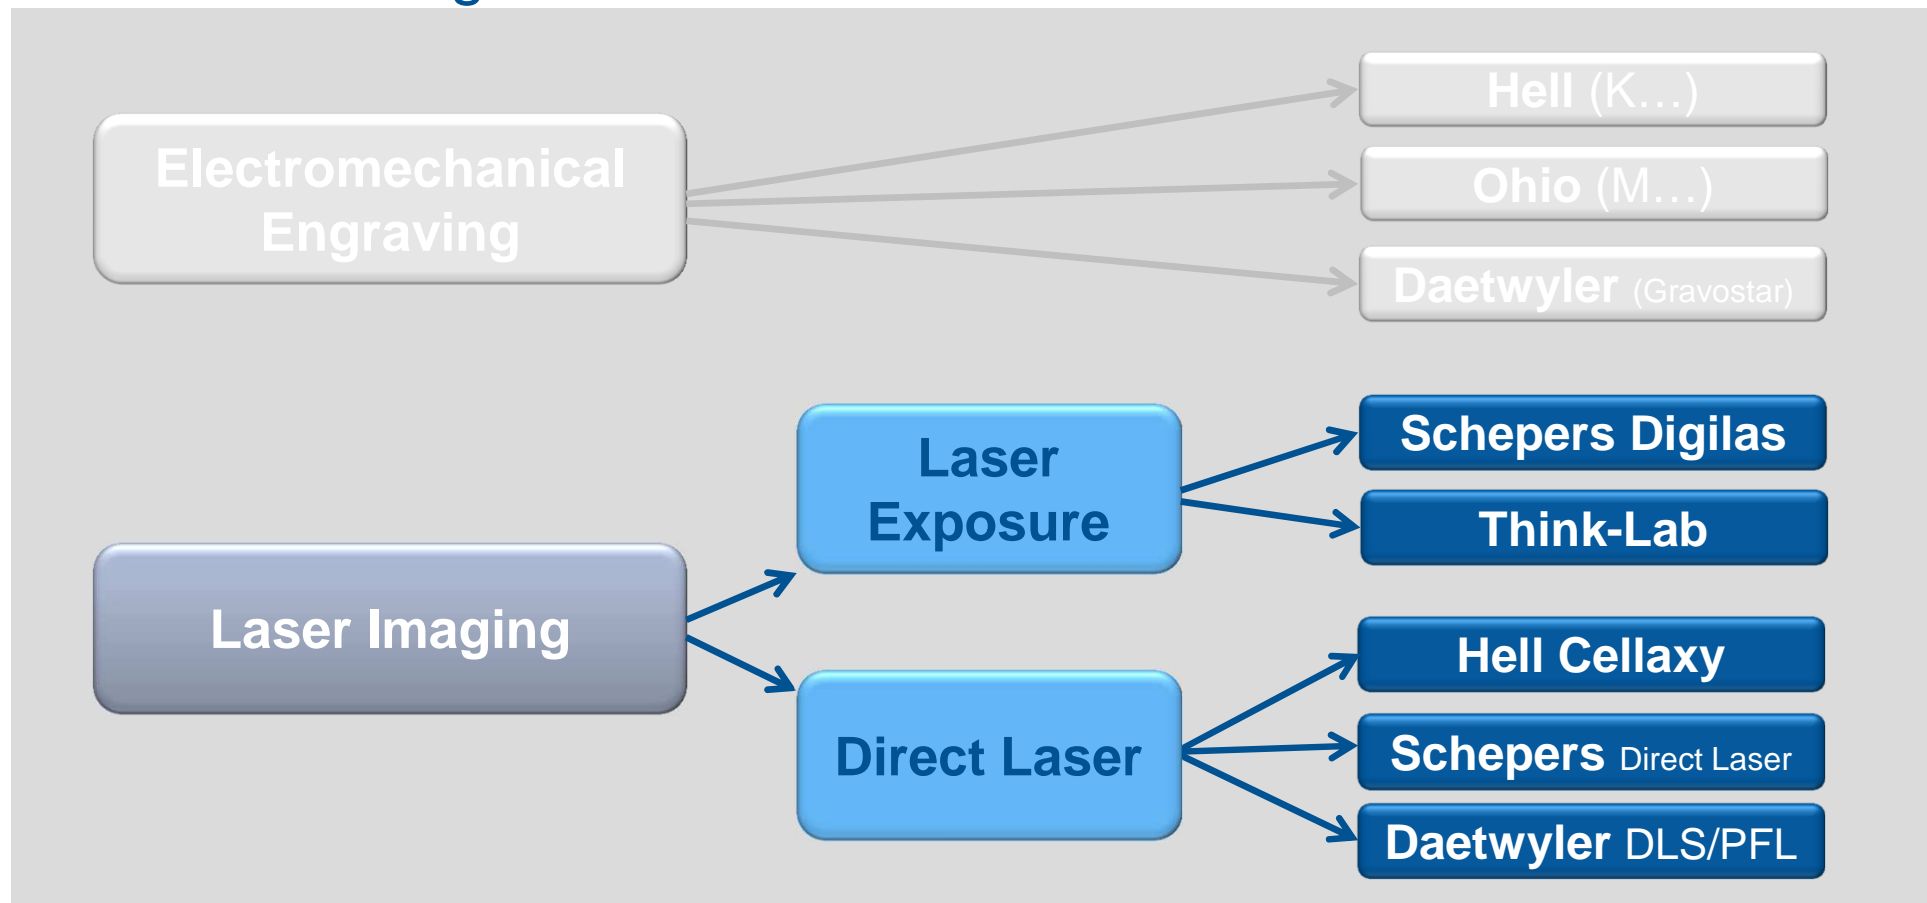 Electromechanical
Engraving
Hell (K…)
Ohio (M…)
Daetwyler (Gravostar)
Laser Imaging
Laser
Exposure
Schepers Digilas
Think-Lab
Direct Laser
Hell Cellaxy
Schepers Direct Laser
Daetwyler DLS/PFL